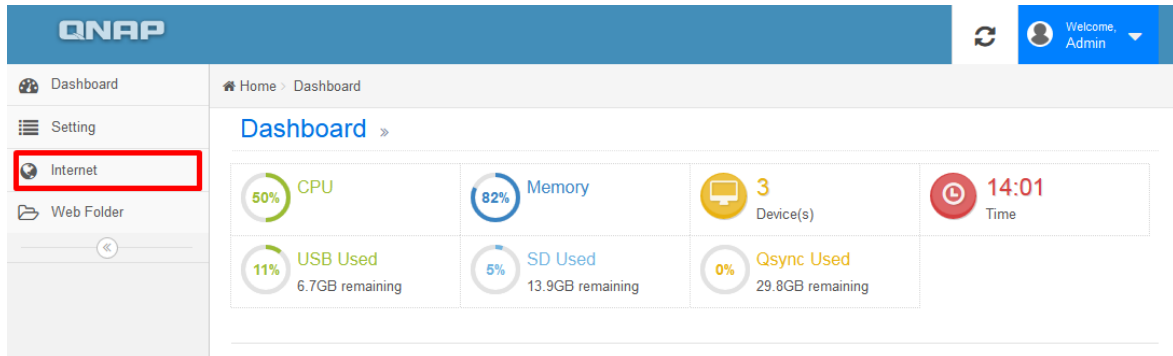 QNAP
Welcome,
Admin
Dashboard
Setting
Internet
Web Folder
Home > Dashboard
Dashboard »
50%
CPU
82%
Memory
3
Device(s)
14:01
Time
11%
USB Used
6.7GB remaining
5%
SD Used
13.9GB remaining
0%
Qsync Used
29.8GB remaining